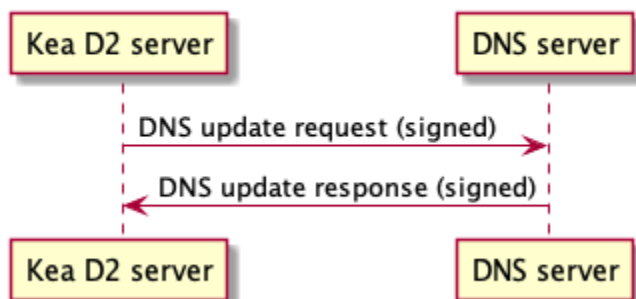 Kea D2 server
DNS server
DNS update request (signed)
DNS update response (signed)
Kea D2 server
DNS server